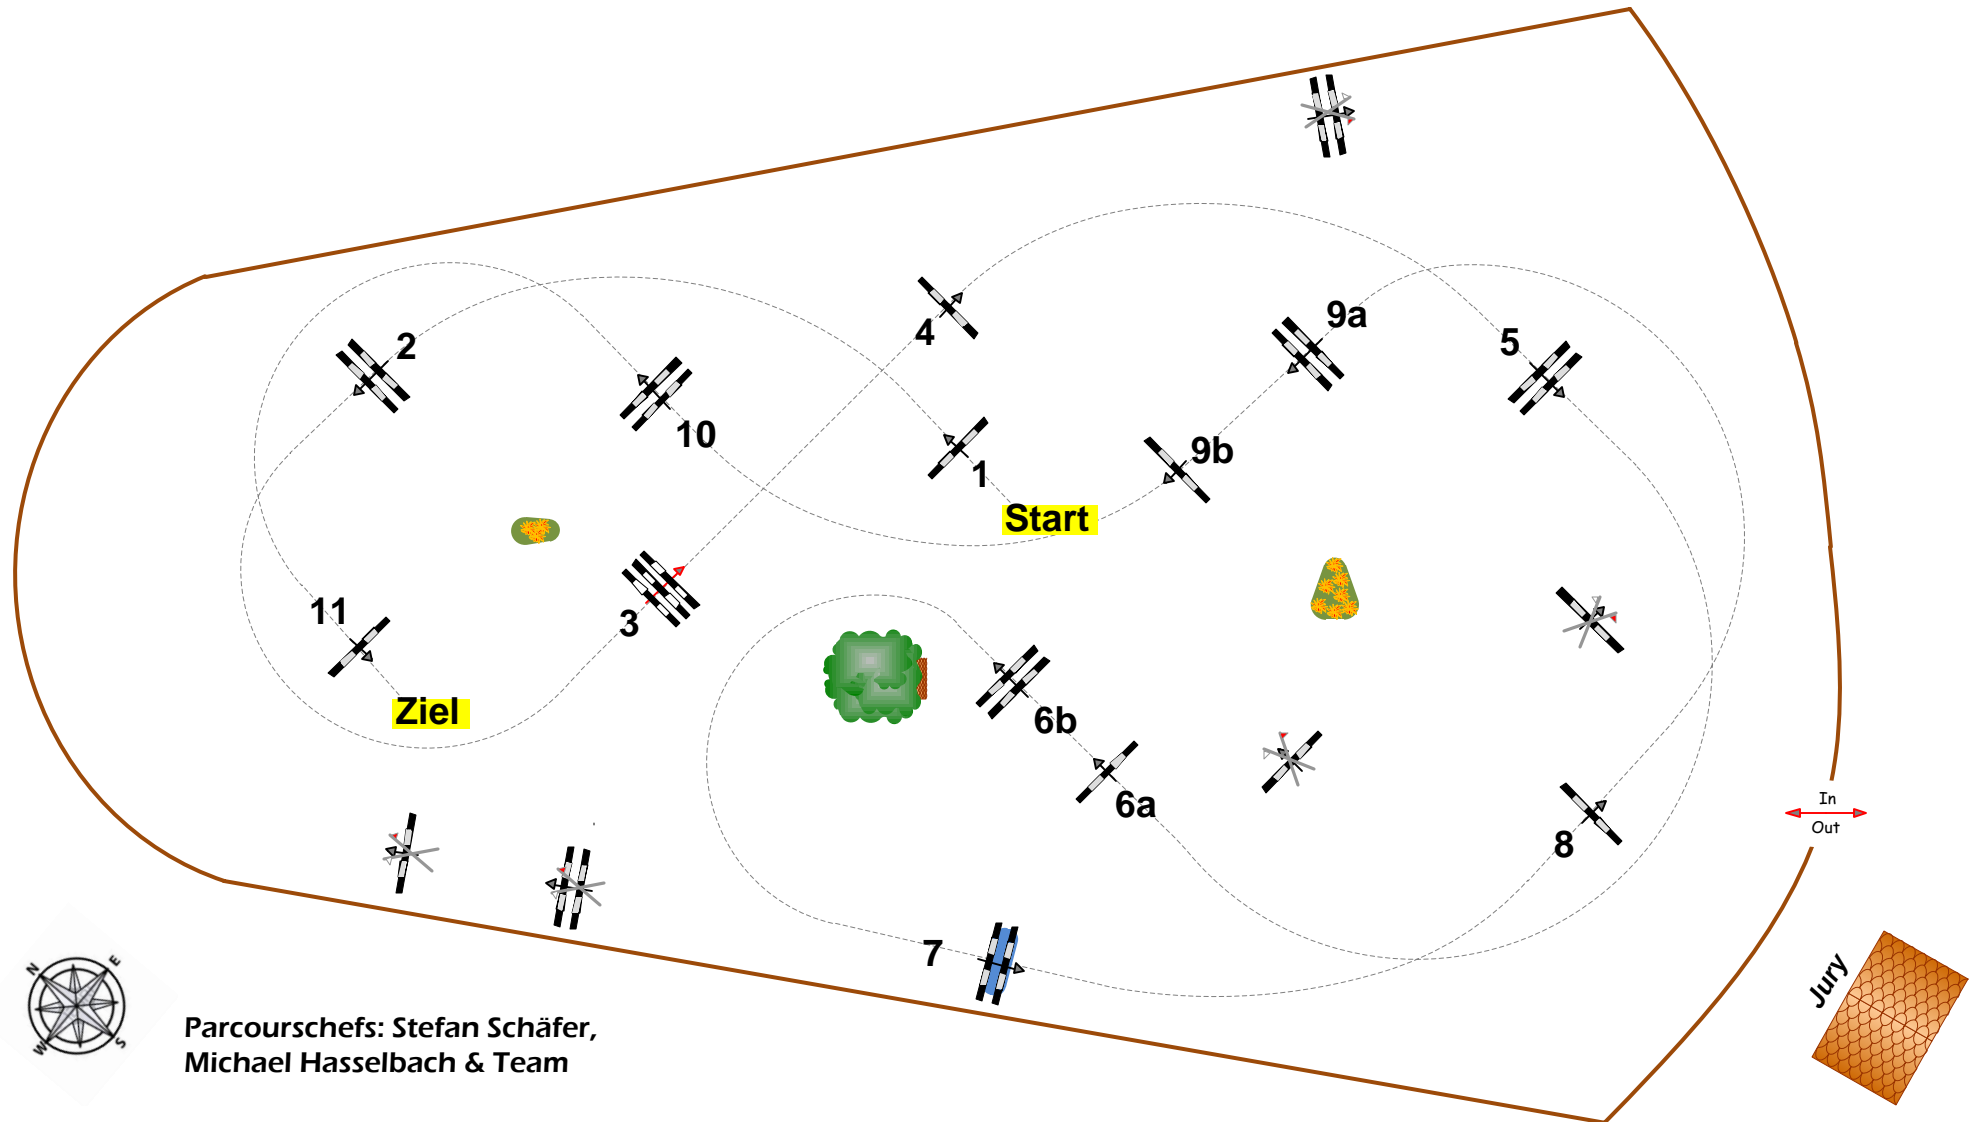 9a
5
2
4
10
9b
1
Start
11
3
Ziel
6b
6a
In
Out
8
7
Jury
N
E
W
S
Parcourschefs: Stefan Schäfer,
Michael Hasselbach & Team